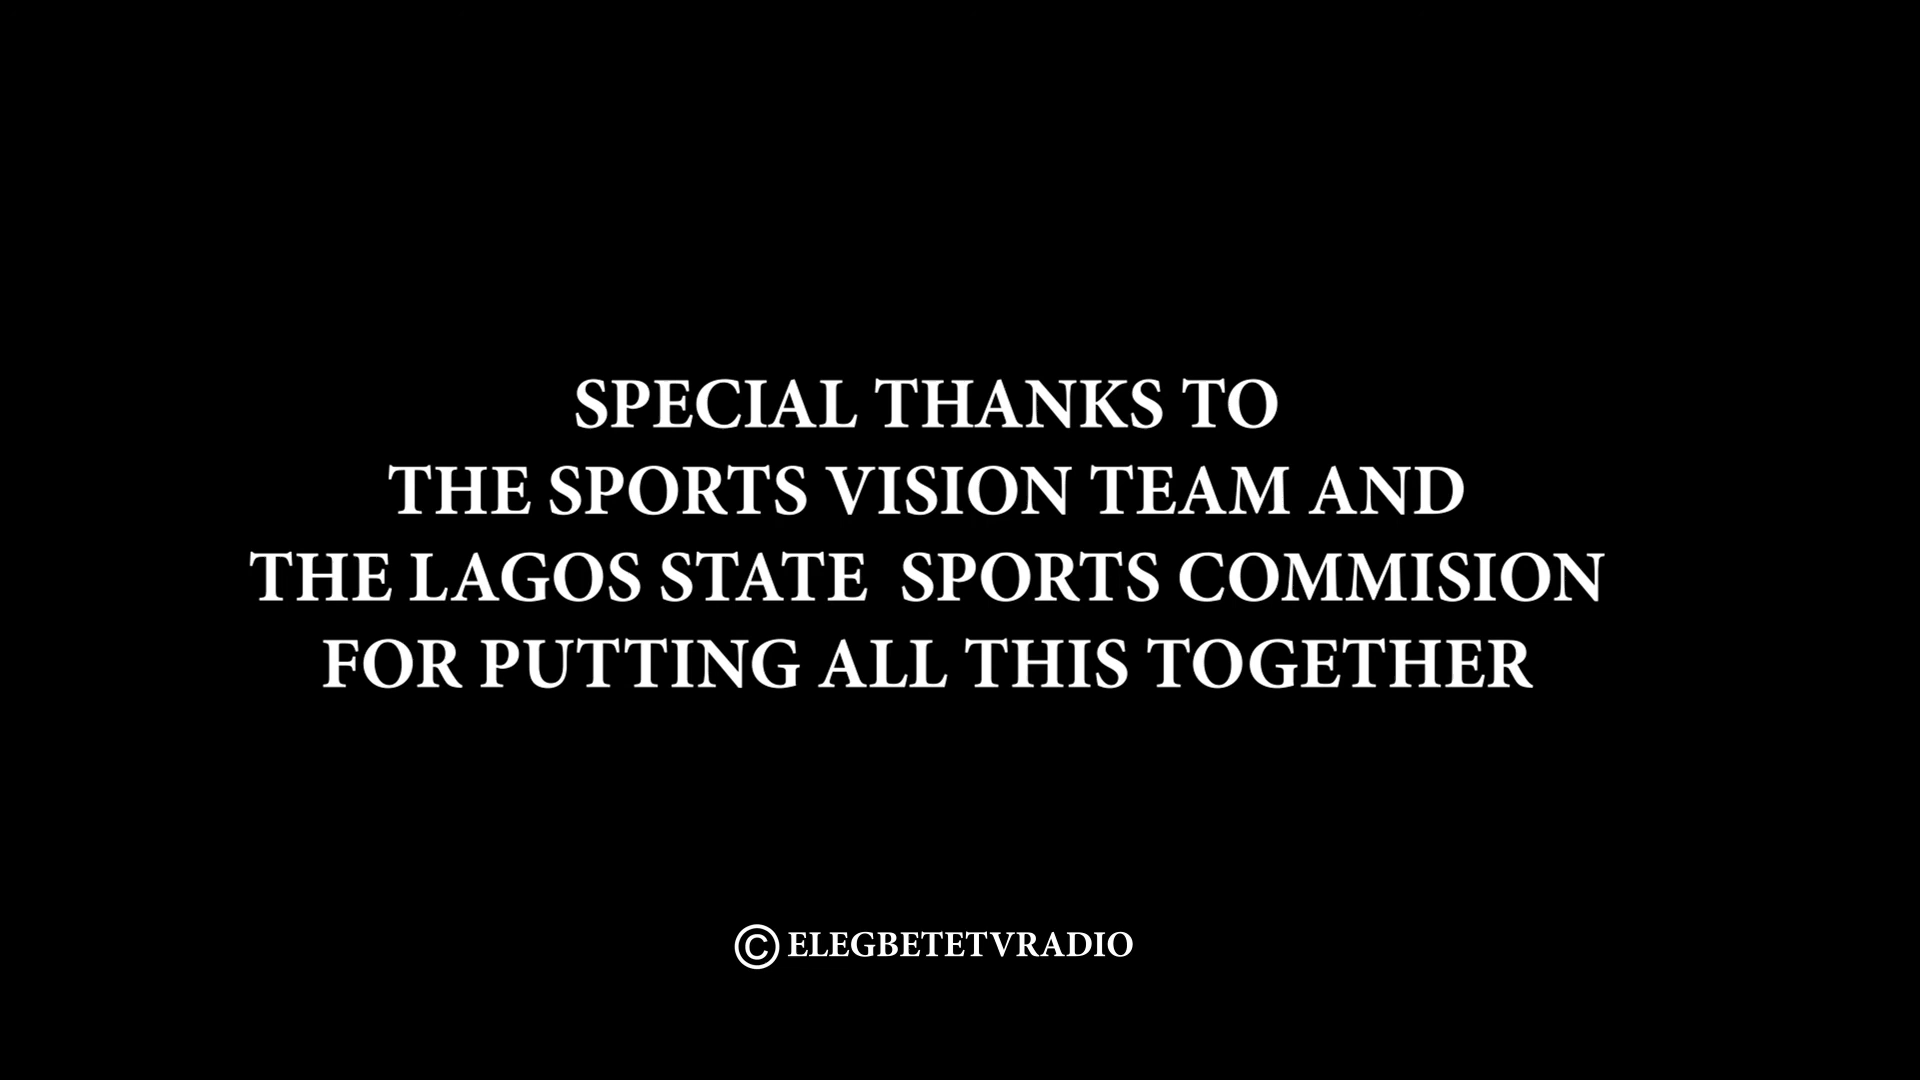 SPECIAL THANKS TO
THE SPORTS VISION TEAM AND
THE LAGOS STATE  SPORTS COMMISION
FOR PUTTING ALL THIS TOGETHER
© ELEGBETETVRADIO